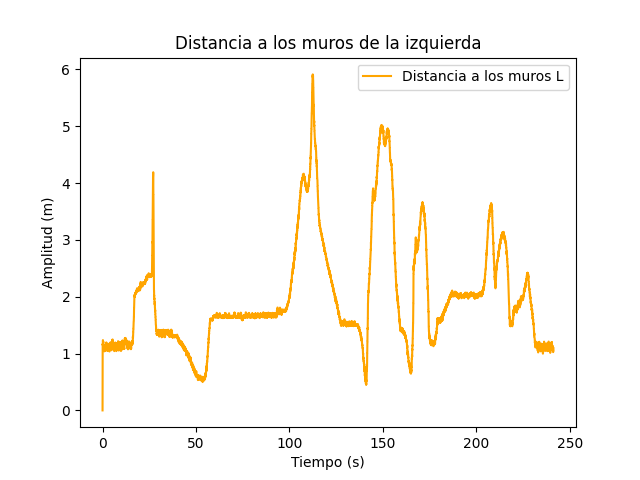 Distancia a los muros de la izquierda
Distancia a los muros L
Amplitud (m)
6
5
4
3
2
1
0
0 50 100 150 200 250
Tiempo (s)